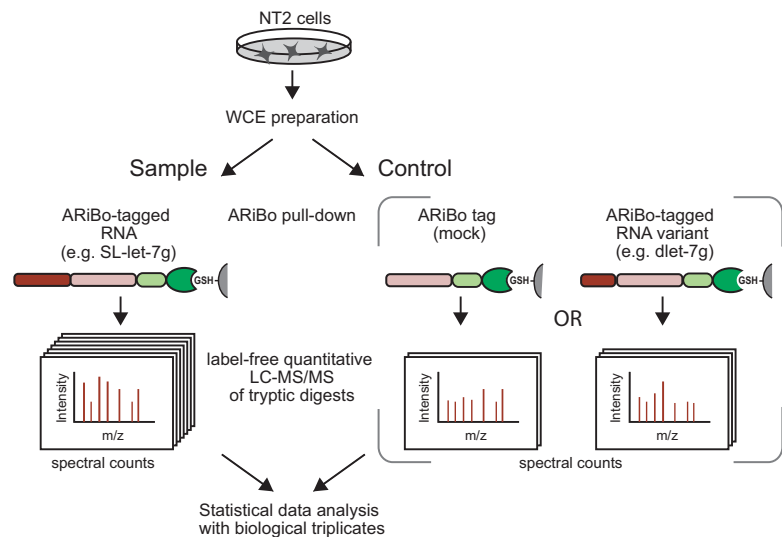 NT2 cells
WCE preparation
Sample
Control
ARiBo-tagged
RNA
(e.g. SL-let-7g)
ARiBo pull-down
ARiBo tag
(mock)
ARiBo-tagged
RNA variant
(e.g. dlet-7g)
GSH
GSH
GSH
OR
Intensity
m/z
spectral counts
label-free quantitative
LC-MS/MS
of tryptic digests
Intensity
m/z
Intensity
m/z
spectral counts
Statistical data analysis
with biological triplicates